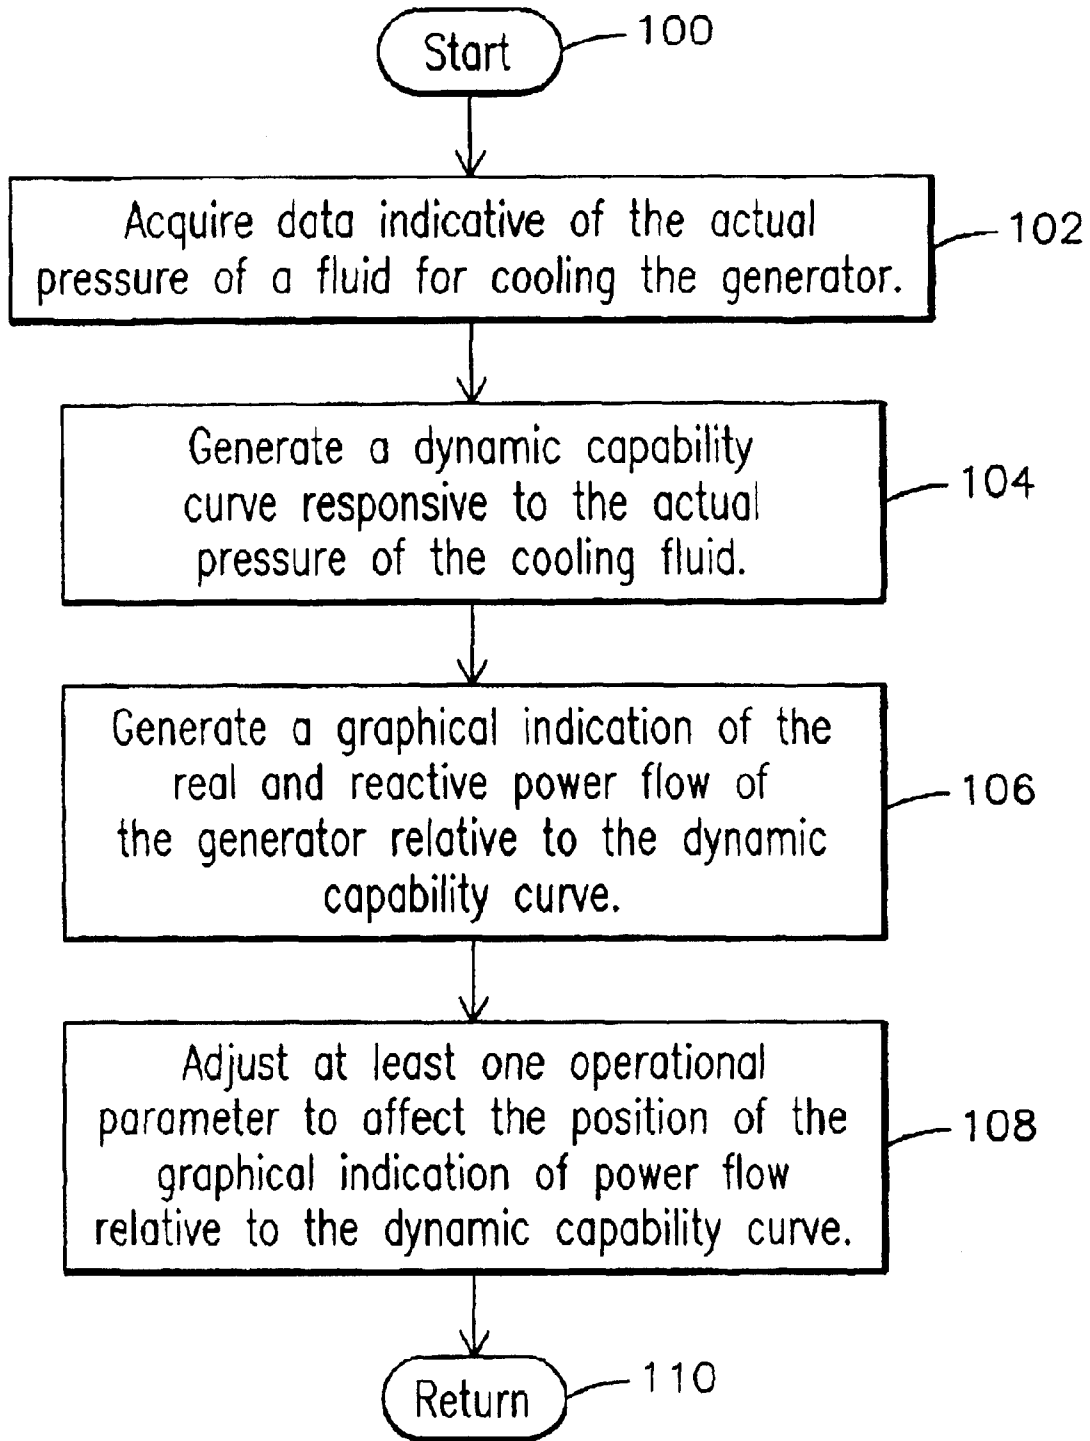 Start
100
Acquire data indicative of the actual
pressure of a fluid for cooling the generator.
102
Generate a dynamic capability
curve responsive to the actual
pressure of the cooling fluid.
104
Generate a graphical indication of the
real and reactive power flow of
the generator relative to the dynamic
capability curve.
106
Adjust at least one operational
parameter to affect the position of the
graphical indication of power flow
relative to the dynamic capability curve.
108
Return
110